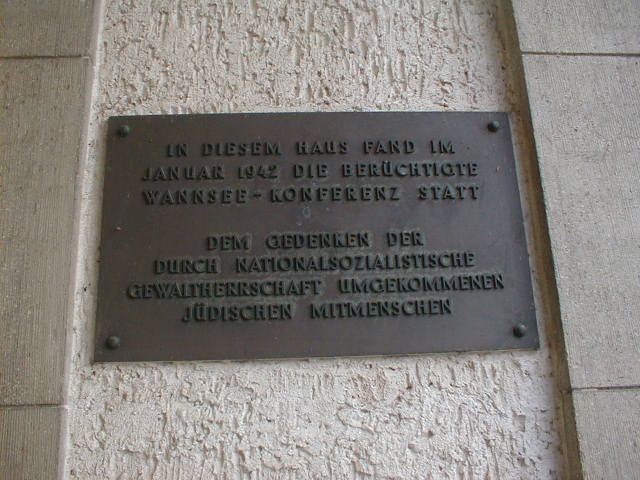 IN DIESEM HAUS FAND IM
JANUAR 1942 DIE BERÜCHTIGTE
WANNSEE-KONFERENZ STATT
DEM GEDENKEN DER
DURCH NATIONALSOZIALISTISCHE
GEWALTHERRSCHAFT UMGEKOMMENEN
JÜDISCHEN MITMENSCHEN